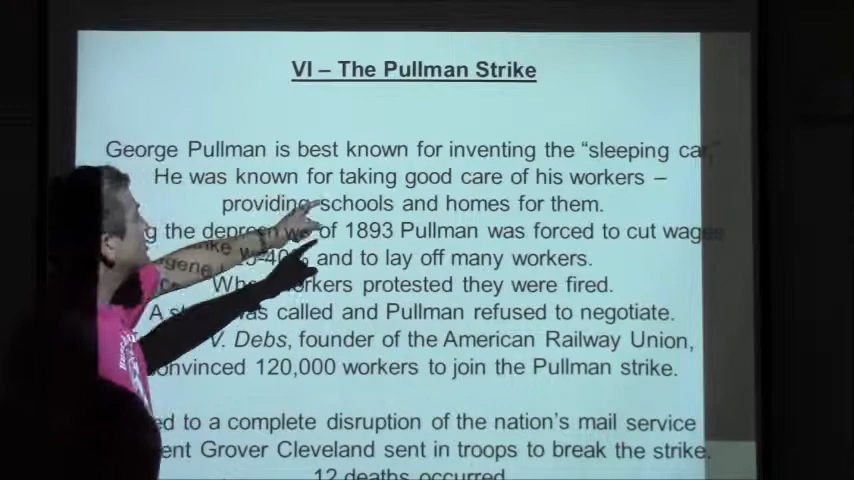 VI – The Pullman Strike
George Pullman is best known for inventing the “sleeping car,”
He was known for taking good care of his workers –
providing schools and homes for them.
the of 1893 Pullman was forced to cut wages
and to lay off many workers.
workers protested they were fired.
A was called and Pullman refused to negotiate.
V. Debs, founder of the American Railway Union,
convinced 120,000 workers to join the Pullman strike.
to a complete disruption of the nation’s mail service
Grover Cleveland sent in troops to break the strike.
12 deaths occurred